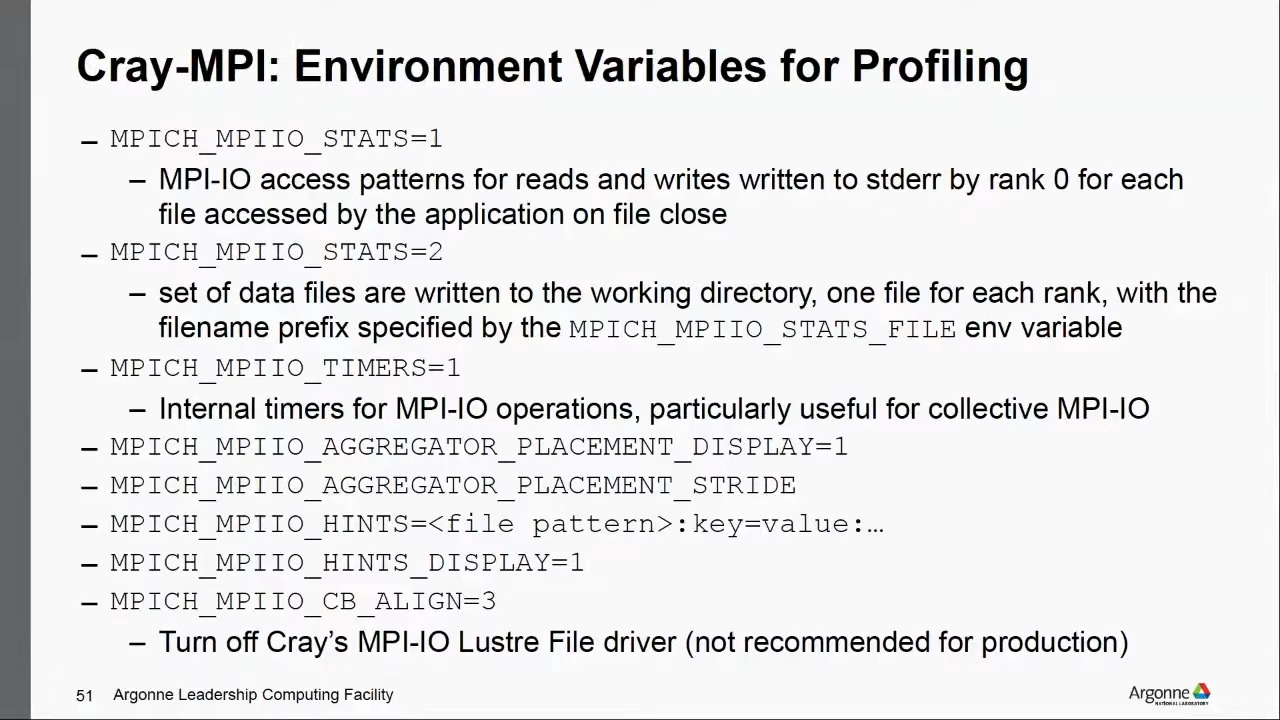 Cray-MPI: Environment Variables for Profiling
– MPICH_MPIIO_STATS=1
– MPI-IO access patterns for reads and writes written to stderr by rank 0 for each
file accessed by the application on file close
– MPICH_MPIIO_STATS=2
– set of data files are written to the working directory, one file for each rank, with the
filename prefix specified by the MPICH_MPIIO_STATS_FILE env variable
– MPICH_MPIIO_TIMERS=1
– Internal timers for MPI-IO operations, particularly useful for collective MPI-IO
– MPICH_MPIIO_AGGREGATOR_PLACEMENT_DISPLAY=1
– MPICH_MPIIO_AGGREGATOR_PLACEMENT_STRIDE
– MPICH_MPIIO_HINTS=<file pattern>:key=value:…
– MPICH_MPIIO_HINTS_DISPLAY=1
– MPICH_MPIIO_CB_ALIGN=3
– Turn off Cray's MPI-IO Lustre File driver (not recommended for production)
51 Argonne Leadership Computing Facility
Argonne
NATIONAL LABORATORY